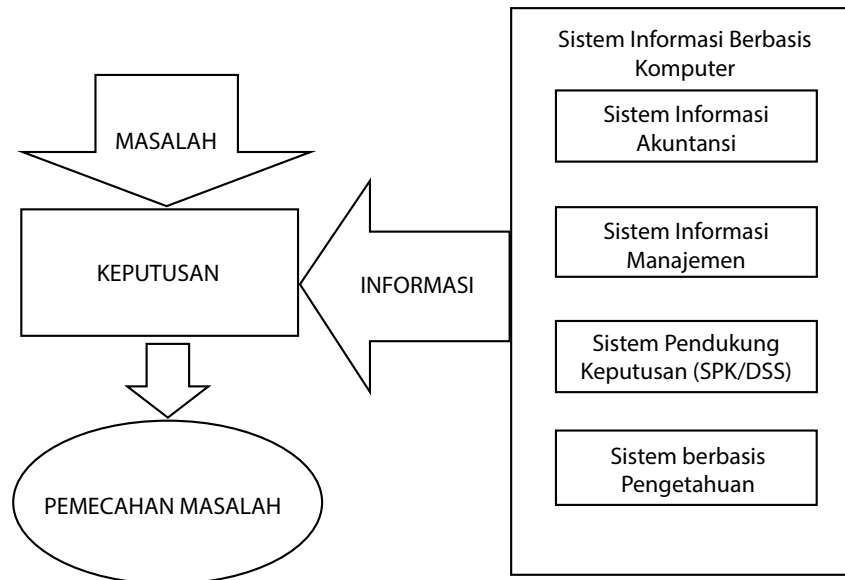 MASALAH
KEPUTUSAN
PEMECAHAN MASALAH
INFORMASI
Sistem Informasi Berbasis
Komputer
Sistem Informasi
Akuntansi
Sistem Informasi
Manajemen
Sistem Pendukung
Keputusan (SPK/DSS)
Sistem berbasis
Pengetahuan